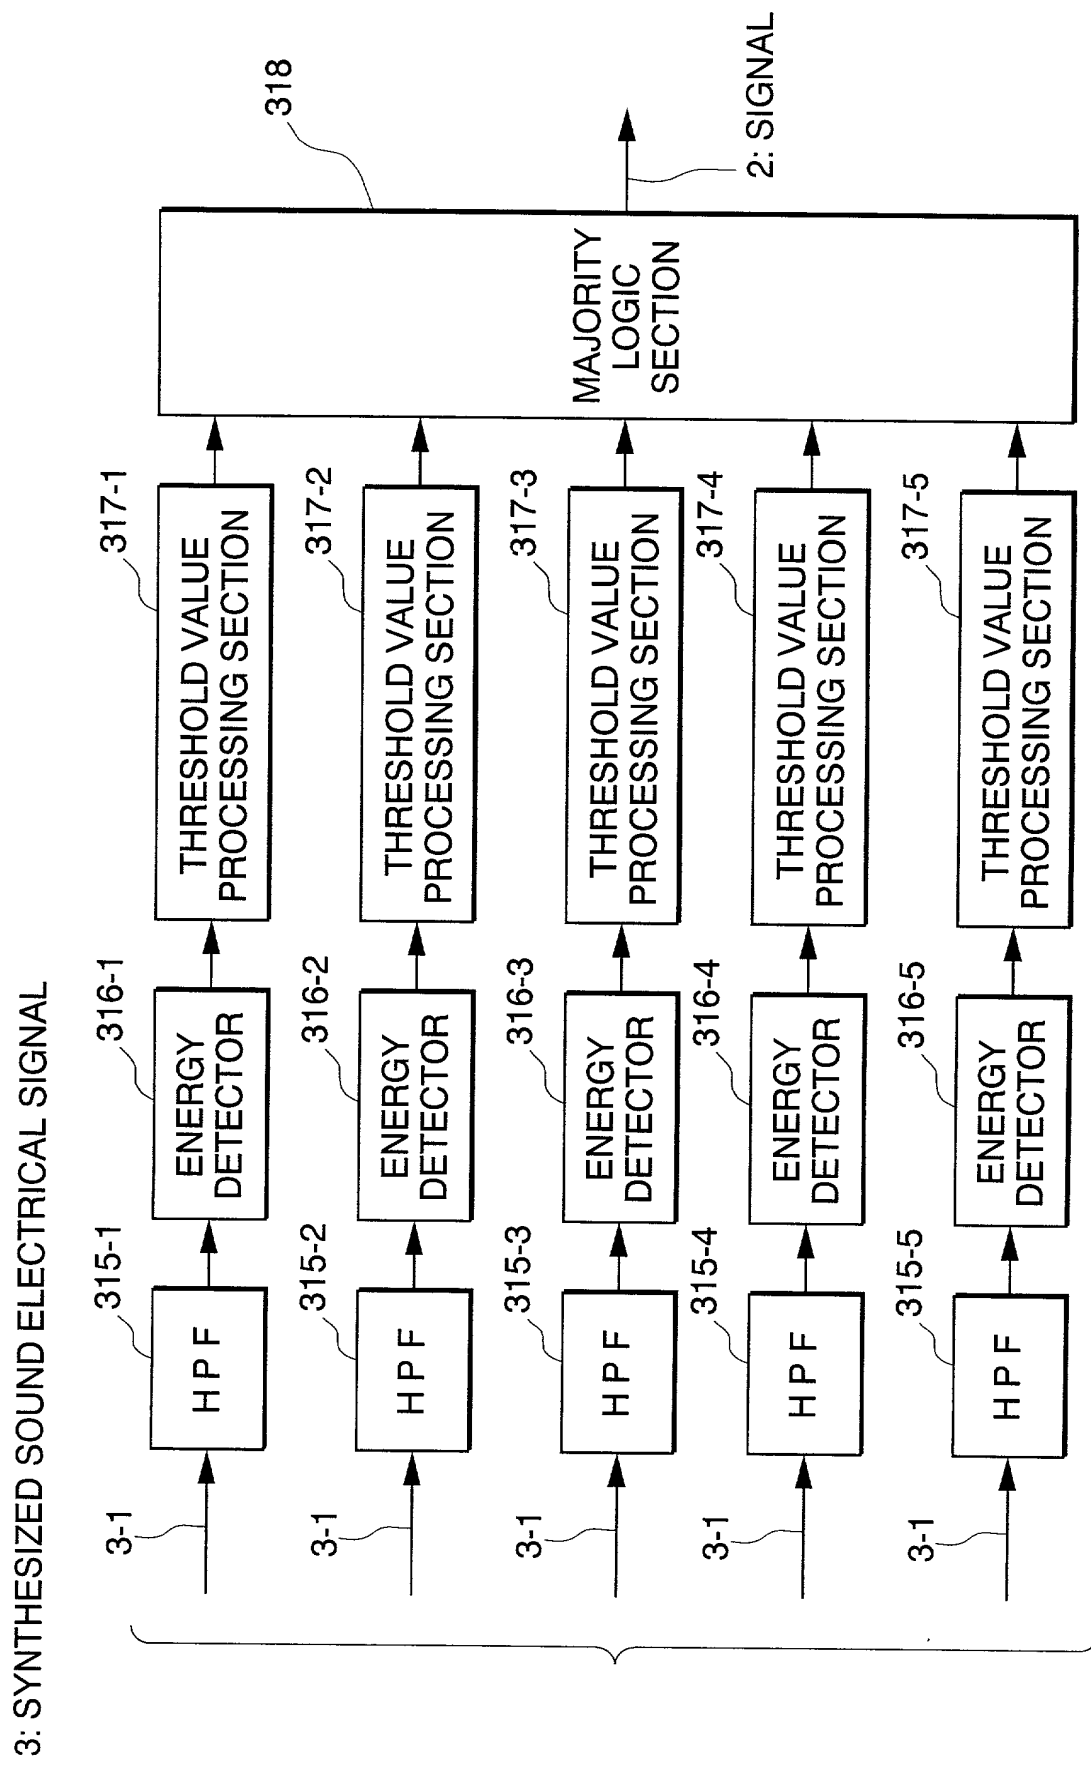 3: SYNTHESIZED SOUND ELECTRICAL SIGNAL
3-1
315-1
HPF
316-1
ENERGY
DETECTOR
317-1
THRESHOLD VALUE
PROCESSING SECTION
3-1
315-2
HPF
316-2
ENERGY
DETECTOR
317-2
THRESHOLD VALUE
PROCESSING SECTION
3-1
315-3
HPF
316-3
ENERGY
DETECTOR
317-3
THRESHOLD VALUE
PROCESSING SECTION
3-1
315-4
HPF
316-4
ENERGY
DETECTOR
317-4
THRESHOLD VALUE
PROCESSING SECTION
3-1
315-5
HPF
316-5
ENERGY
DETECTOR
317-5
THRESHOLD VALUE
PROCESSING SECTION
318
MAJORITY
LOGIC
SECTION
2: SIGNAL